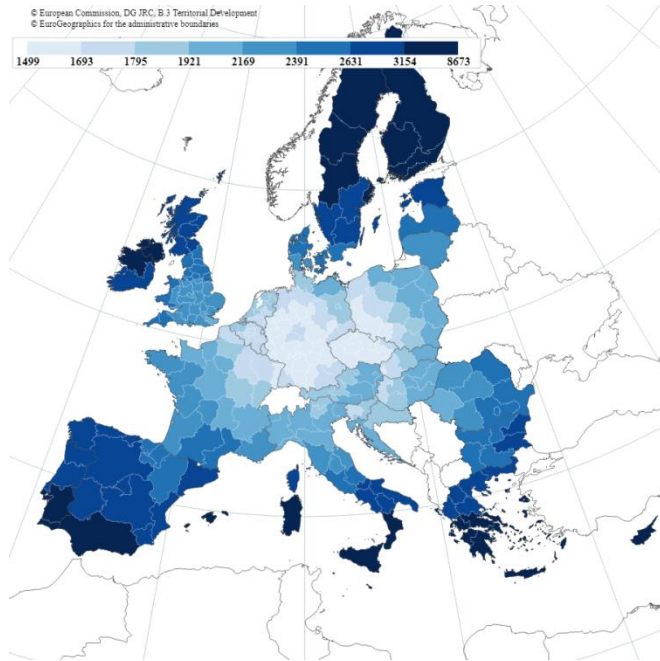 © European Commission, DG JRC, B.3 Territorial Development
© EuroGeographics for the administrative boundaries
1499 1693 1795 1921 2169 2391 2631 3154 8673